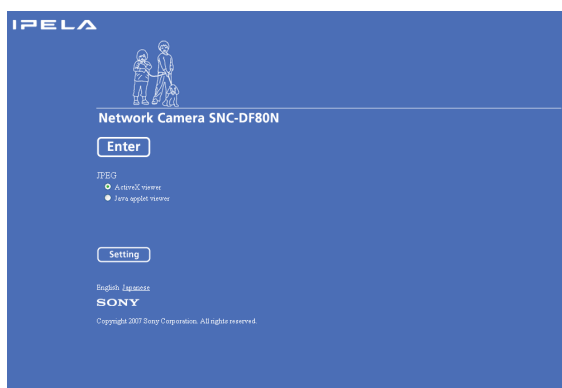 IPELA
Network Camera SNC-DF80N
Enter
JPEG
ActiveX viewer
Java applet viewer
Setting
English Japanese
SONY
Copyright 2007 Sony Corporation. All rights reserved.